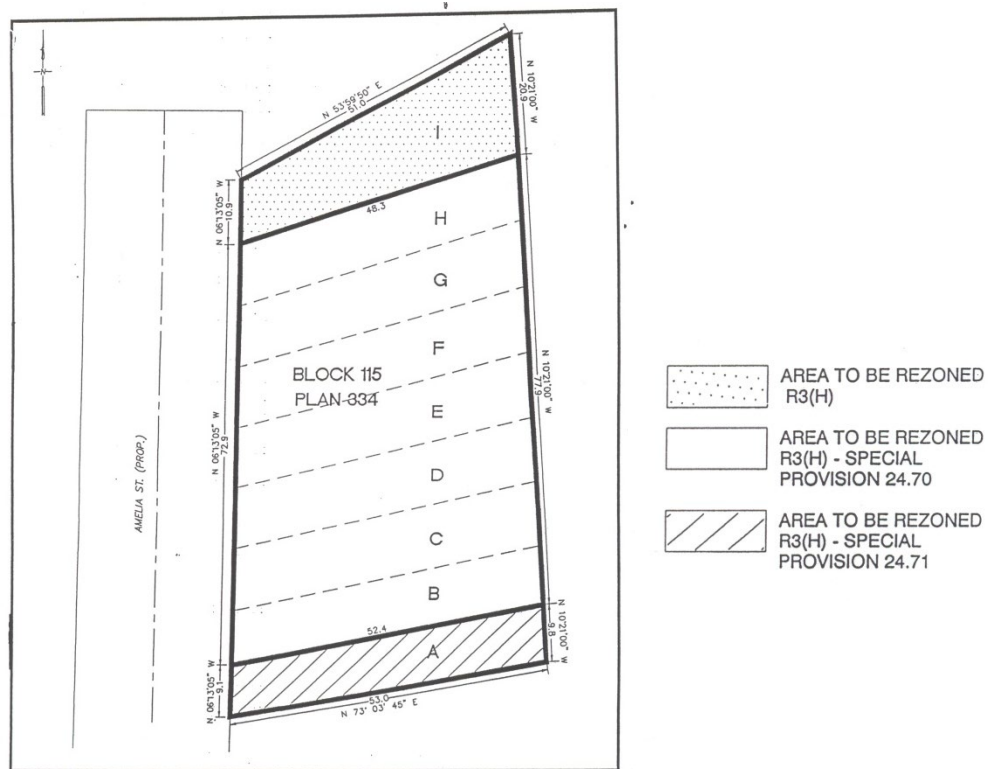 N 53°59'50" E
51.0
N 10°21'00" W
20.9
I
N 06°13'05" W
10.9
48.3
H
G
F
BLOCK 115
PLAN 334
E
D
C
B
N 10°21'00" W
77.9
N 06°13'05" W
72.9
AMELIA ST. (PROP.)
52.4
A
N 10°21'00" W
9.8
N 06°13'05" W
9.1
53.0
N 73° 03' 45" E
AREA TO BE REZONED
R3(H)
AREA TO BE REZONED
R3(H) - SPECIAL
PROVISION 24.70
AREA TO BE REZONED
R3(H) - SPECIAL
PROVISION 24.71